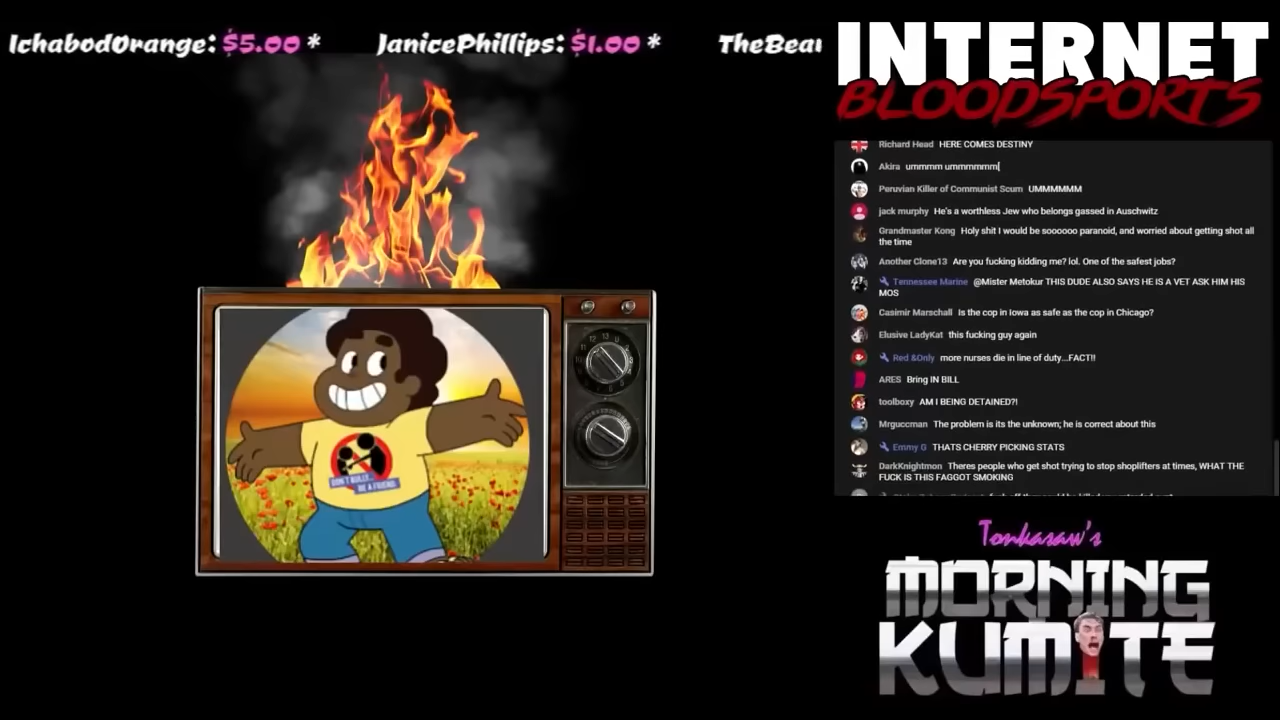 IchabodOrange: $5.00 * JanicePhillips: $1.00 * TheBeau
INTERNET
BLOODSPORTS
Richard Head HERE COMES DESTINY
Akira ummmm ummmmmm
Peruvian Killer of Communist Scum UMMMMMM
jack murphy He's a worthless Jew who belongs gassed in Auschwitz
Grandmaster Kong Holy shit I would be soooooo paranoid, and worried about getting shot all
the time
Another Clone13 Are you fucking kidding me? lol. One of the safest jobs?
Tennessee Marine @Mister Metokur THIS DUDE ALSO SAYS HE IS A VET ASK HIM HIS
MOS
Casimir Marschall Is the cop in Iowa as safe as the cop in Chicago?
Elusive LadyKat this fucking guy again
Red &Only more nurses die in line of duty...FACT!!
ARES Bring IN BILL
toolboxy AM I BEING DETAINED?!
Mrguccman The problem is its the unknown; he is correct about this
Emmy G THATS CHERRY PICKING STATS
DarkKnightmon Theres people who get shot trying to stop shoplifters at times, WHAT THE
FUCK IS THIS FAGGOT SMOKING
DON'T BULLY...
BE A FRIEND.
Tonkasaw's
MORNING
KUMITE